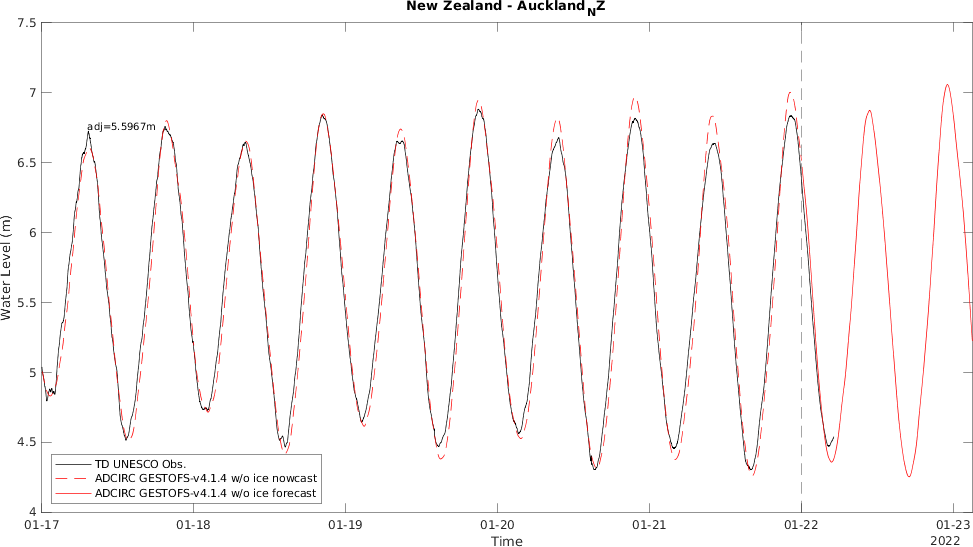 New Zealand - Auckland_NZ
7.5
7
6.5
6
5.5
5
4.5
4
Water Level (m)
adj=5.5967m
TD UNESCO Obs.
ADCIRC GESTOFS-v4.1.4 w/o ice nowcast
ADCIRC GESTOFS-v4.1.4 w/o ice forecast
01-17
01-18
01-19
01-20
01-21
01-22
01-23
Time
2022